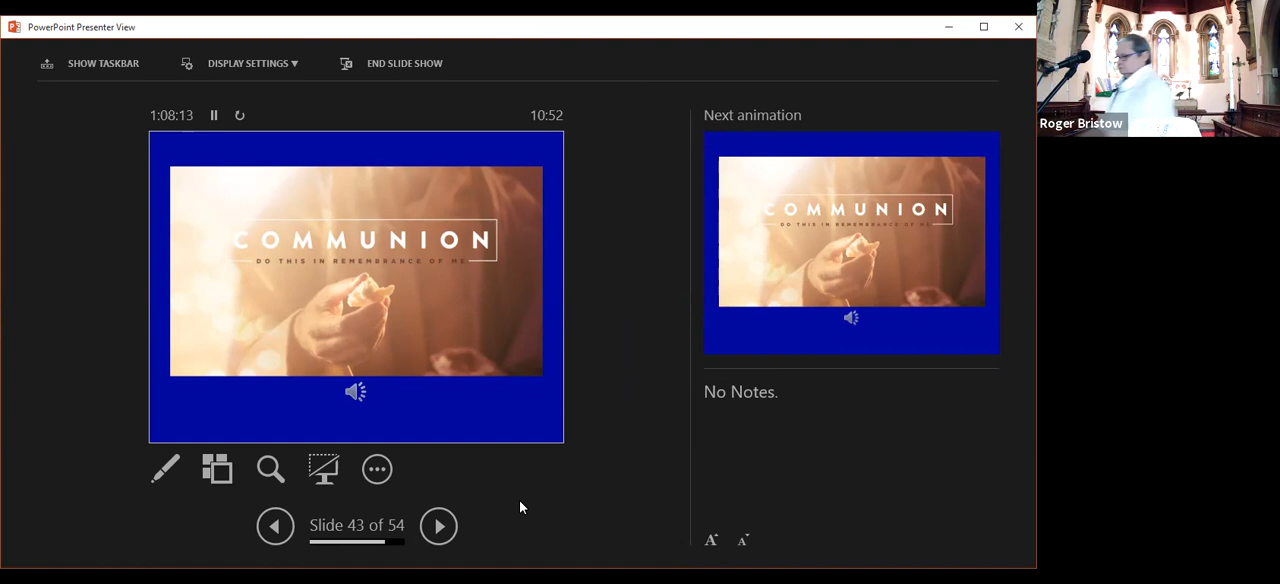 PowerPoint Presenter View
SHOW TASKBAR
DISPLAY SETTINGS ▼
END SLIDE SHOW
1:08:13
10:52
COMMUNION
DO THIS IN REMEMBRANCE OF ME
Slide 43 of 54
Next animation
COMMUNION
DO THIS IN REMEMBRANCE OF ME
No Notes.
A A
Roger Bristow